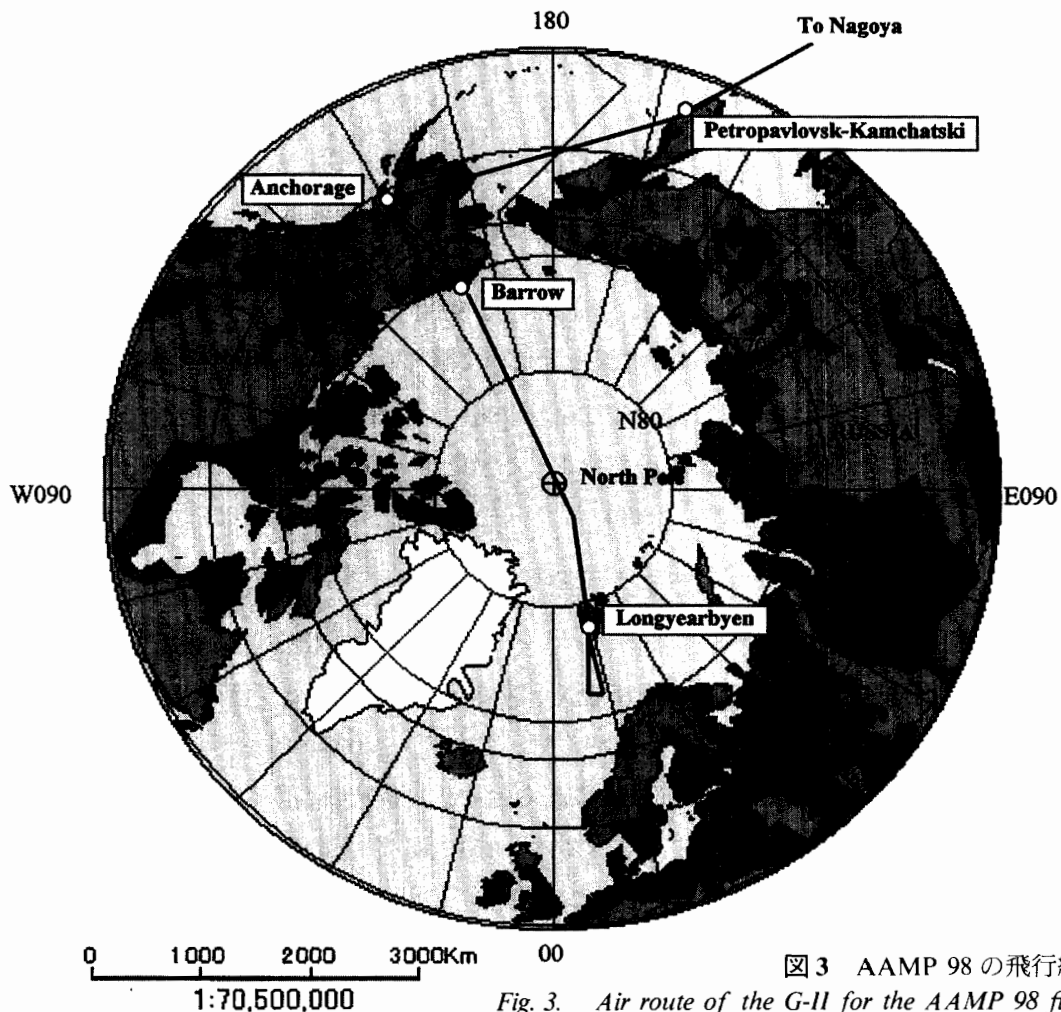 180
To Nagoya
Petropavlovsk-Kamchatski
Anchorage
Barrow
N80
RUSSIA
North Pole
W090
E090
Longyearbyen
0 1000 2000 3000Km
00
1:70,500,000
図3 AAMP 98 の飛行
Fig. 3. Air route of the G-II for the AAMP 98